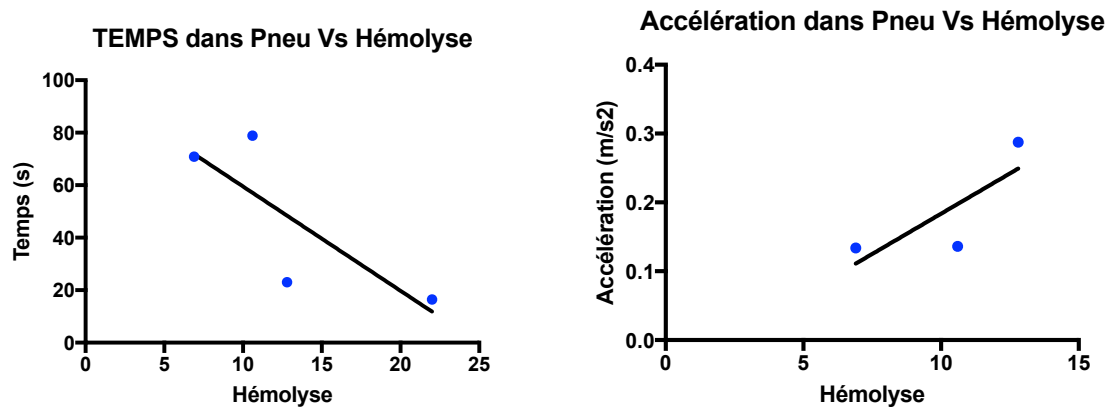 TEMPS dans Pneu Vs Hémolyse
100
80
60
40
20
0
Temps (s)
0 5 10 15 20 25
Hémolyse
Accélération dans Pneu Vs Hémolyse
0.4
0.3
0.2
0.1
0.0
Accélération (m/s2)
0 5 10 15
Hémolyse